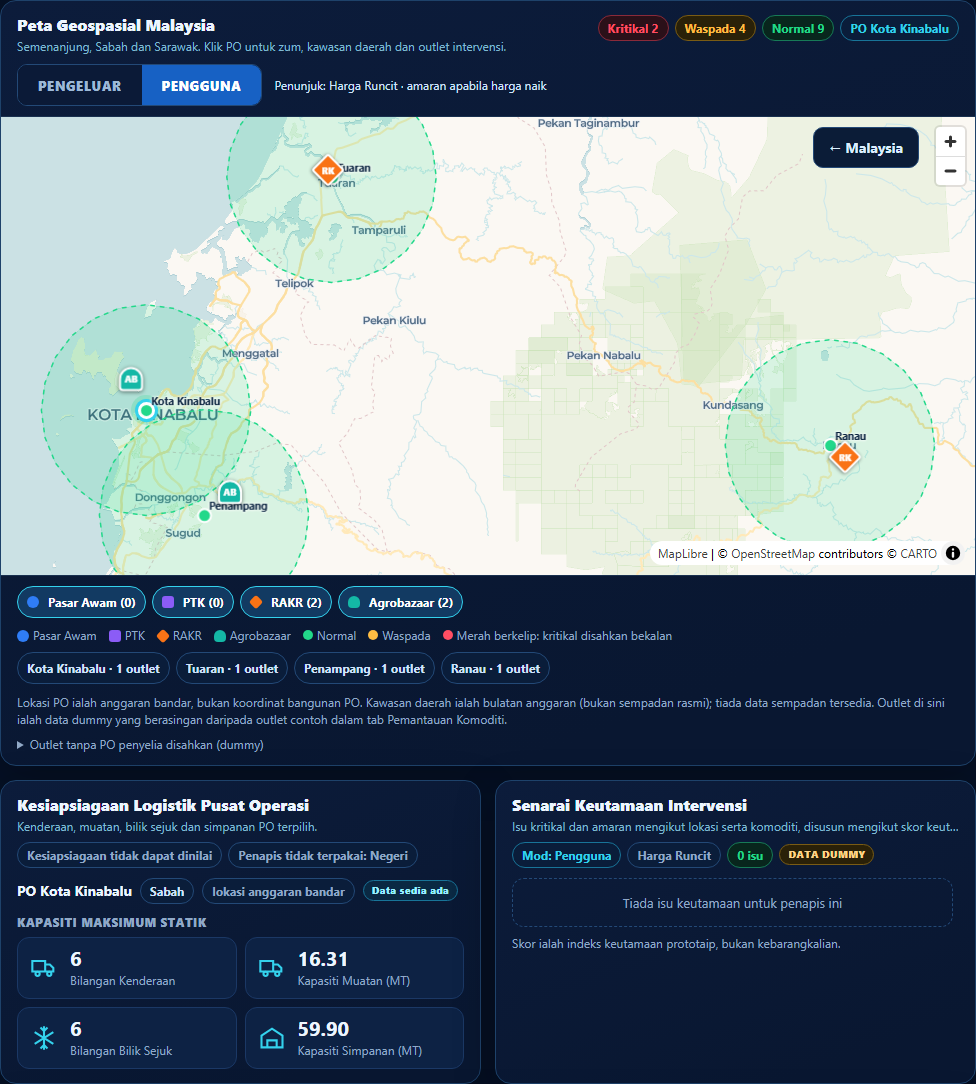 Peta Geospasial Malaysia
Semenanjung, Sabah dan Sarawak. Klik PO untuk zum, kawasan daerah dan outlet intervensi.
Kritikal 2
Waspada 4
Normal 9
PO Kota Kinabalu
PENGELUAR
PENGGUNA
Penunjuk: Harga Runcit · amaran apabila harga naik
Pekan Taginambur
← Malaysia
+
−
RK
Tuaran
Tuaran
Tamparuli
Telipok
Pekan Kiulu
Menggatal
Pekan Nabalu
AB
Kota Kinabalu
KOTA KINABALU
Kundasang
Ranau
RK
Donggongon
AB
Penampang
Sugud
MapLibre | © OpenStreetMap contributors © CARTO
Pasar Awam (0)
PTK (0)
RAKR (2)
Agrobazaar (2)
Pasar Awam
PTK
RAKR
Agrobazaar
Normal
Waspada
Merah berkelip: kritikal disahkan bekalan
Kota Kinabalu · 1 outlet
Tuaran · 1 outlet
Penampang · 1 outlet
Ranau · 1 outlet
Lokasi PO ialah anggaran bandar, bukan koordinat bangunan PO. Kawasan daerah ialah bulatan anggaran (bukan sempadan rasmi); tiada data sempadan tersedia. Outlet di sini
ialah data dummy yang berasingan daripada outlet contoh dalam tab Pemantauan Komoditi.
Outlet tanpa PO penyelia disahkan (dummy)
Kesiapsiagaan Logistik Pusat Operasi
Kenderaan, muatan, bilik sejuk dan simpanan PO terpilih.
Kesiapsiagaan tidak dapat dinilai
Penapis tidak terpakai: Negeri
PO Kota Kinabalu
Sabah
lokasi anggaran bandar
Data sedia ada
KAPASITI MAKSIMUM STATIK
6
Bilangan Kenderaan
16.31
Kapasiti Muatan (MT)
6
Bilangan Bilik Sejuk
59.90
Kapasiti Simpanan (MT)
Senarai Keutamaan Intervensi
Isu kritikal dan amaran mengikut lokasi serta komoditi, disusun mengikut skor keut...
Mod: Pengguna
Harga Runcit
0 isu
DATA DUMMY
Tiada isu keutamaan untuk penapis ini
Skor ialah indeks keutamaan prototaip, bukan kebarangkalian.